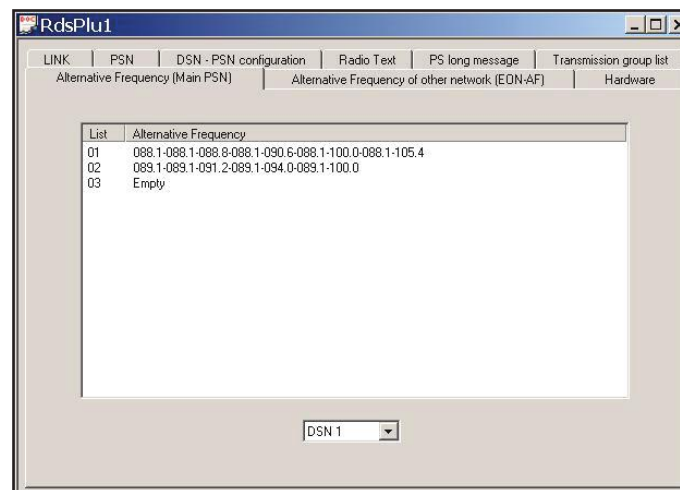 RdsPlu1
LINK PSN DSN - PSN configuration Radio Text PS long message Transmission group list
Alternative Frequency (Main PSN) Alternative Frequency of other network (EON-AF) Hardware
List Alternative Frequency
01 088.1-088.1-088.8-088.1-090.6-088.1-100.0-088.1-105.4
02 089.1-089.1-091.2-089.1-094.0-089.1-100.0
03 Empty
DSN 1